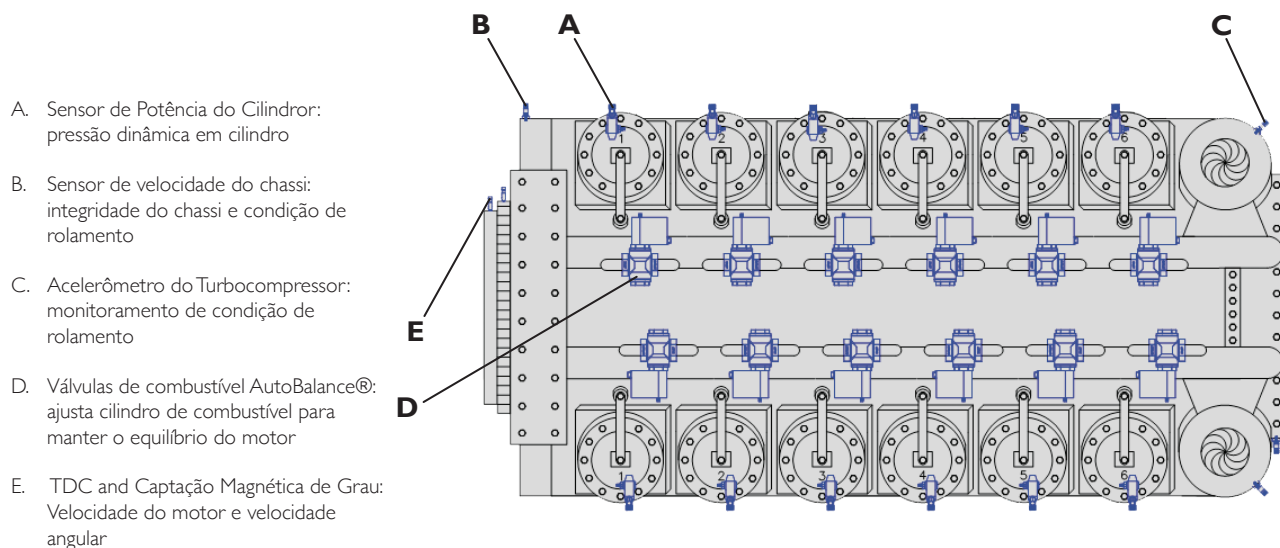 B
A
C
A. Sensor de Potência do Cilindror:
pressão dinâmica em cilindro
B. Sensor de velocidade do chassi:
integridade do chassi e condição de
rolamento
C. Acelerômetro do Turbocompressor:
monitoramento de condição de
rolamento
D. Válvulas de combustível AutoBalance®:
ajusta cilindro de combustível para
manter o equilíbrio do motor
E. TDC and Captação Magnética de Grau:
Velocidade do motor e velocidade
angular
1 2 3 4 5 6
E
D
1 2 3 4 5 6